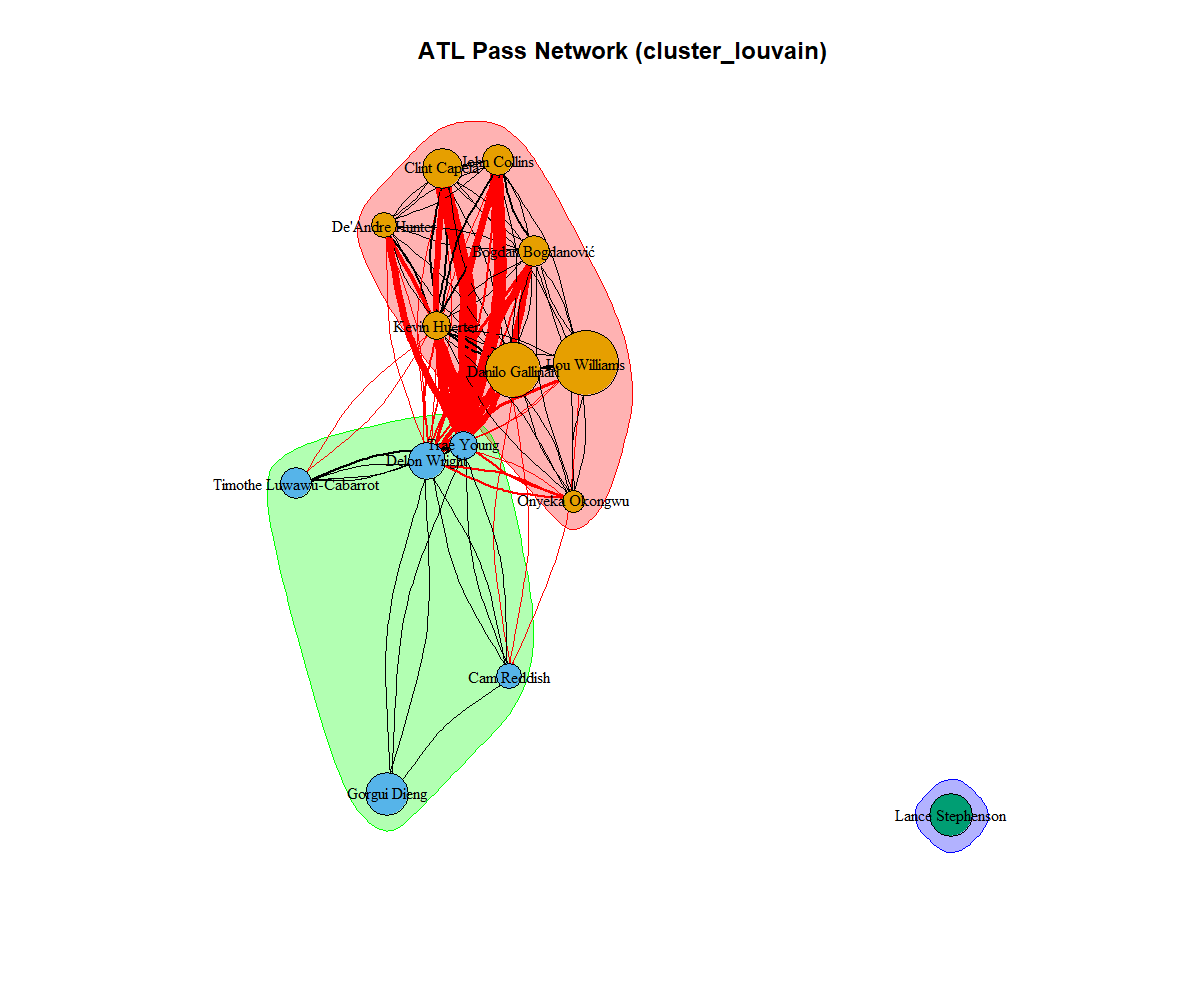 ATL Pass Network (cluster_louvain)
John Collins
Clint Capela
De'Andre Hunter
Bogdan Bogdanović
Kevin Huerter
Lou Williams
Danilo Gallinari
Trae Young
Delon Wright
Timothe Luwawu-Cabarrot
Onyeka Okongwu
Cam Reddish
Gorgui Dieng
Lance Stephenson